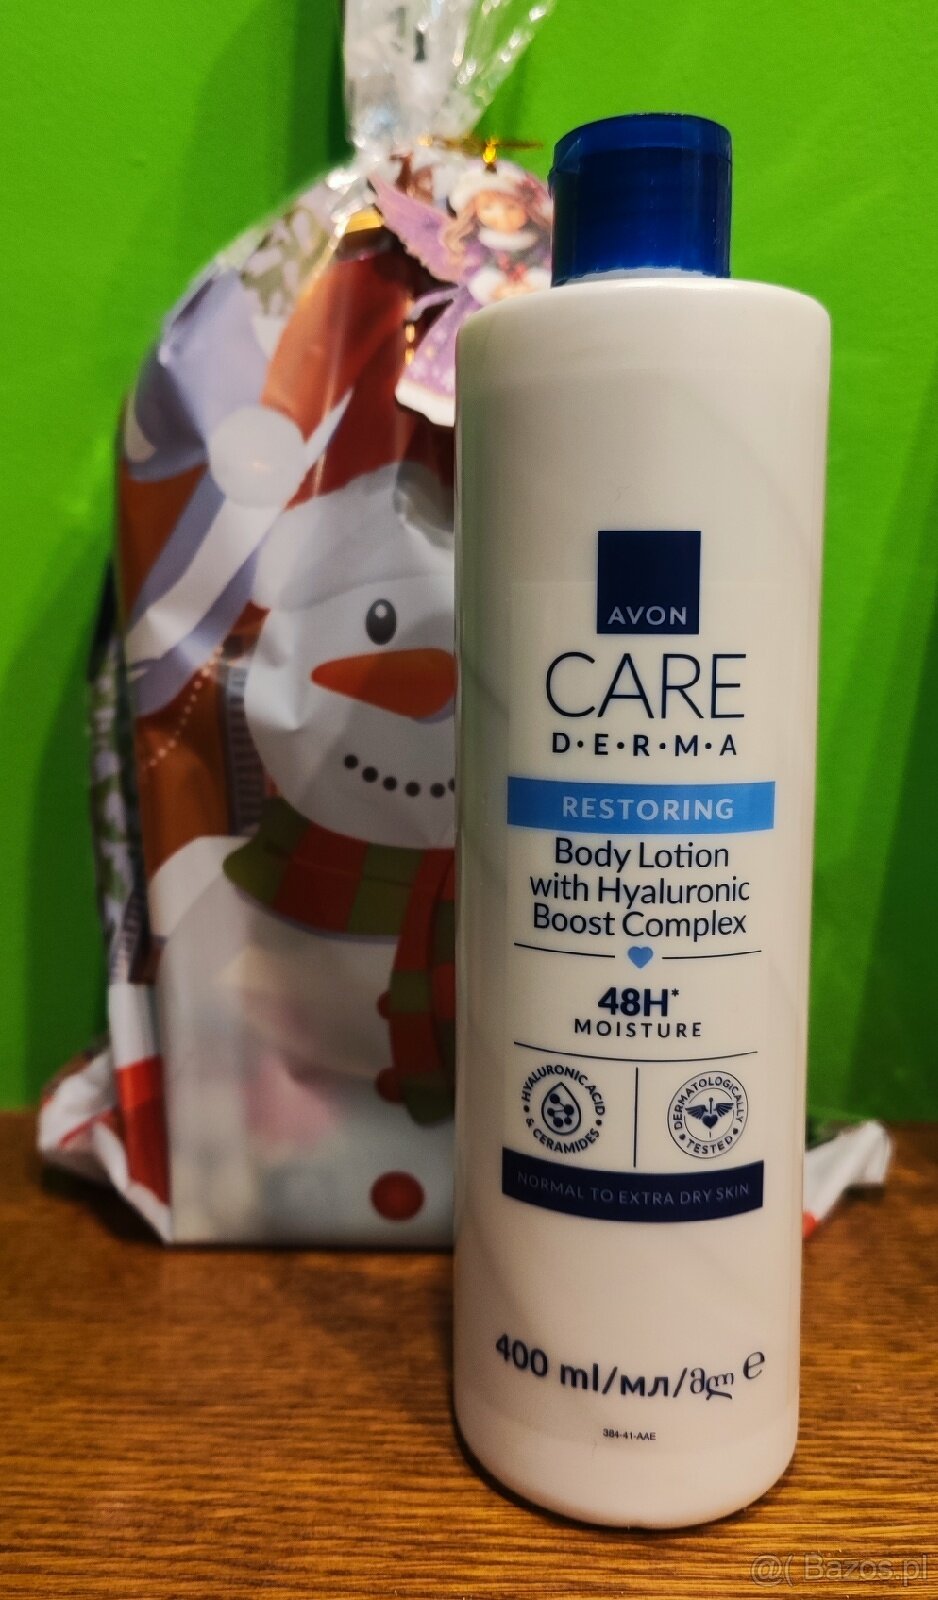 AVON
CARE
D·E·R·M·A
RESTORING
Body Lotion
with Hyaluronic
Boost Complex
48H*
MOISTURE
HYALURONIC ACID
& CERAMIDES
DERMATOLOGICALLY
TESTED
NORMAL TO EXTRA DRY SKIN
400 ml/мл/მლ ℮
384-41-AAE
@( Bazos.pl